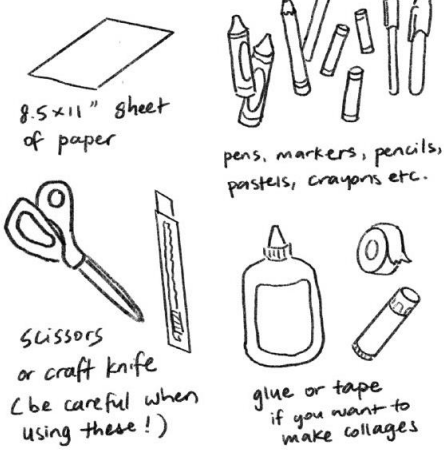 8.5x11" sheet
of paper
pens, markers, pencils,
pastels, crayons etc.
scissors
or craft knife
(be careful when
using these!)
glue or tape
if you want to
make collages